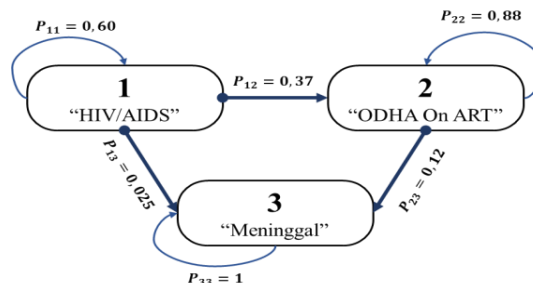 P₁₁ = 0,60
P₂₂ = 0,88
1
“HIV/AIDS”
P₁₂ = 0,37
2
“ODHA On ART”
P₁₃ = 0,025
P₂₃ = 0,12
3
“Meninggal”
P₃₃ = 1